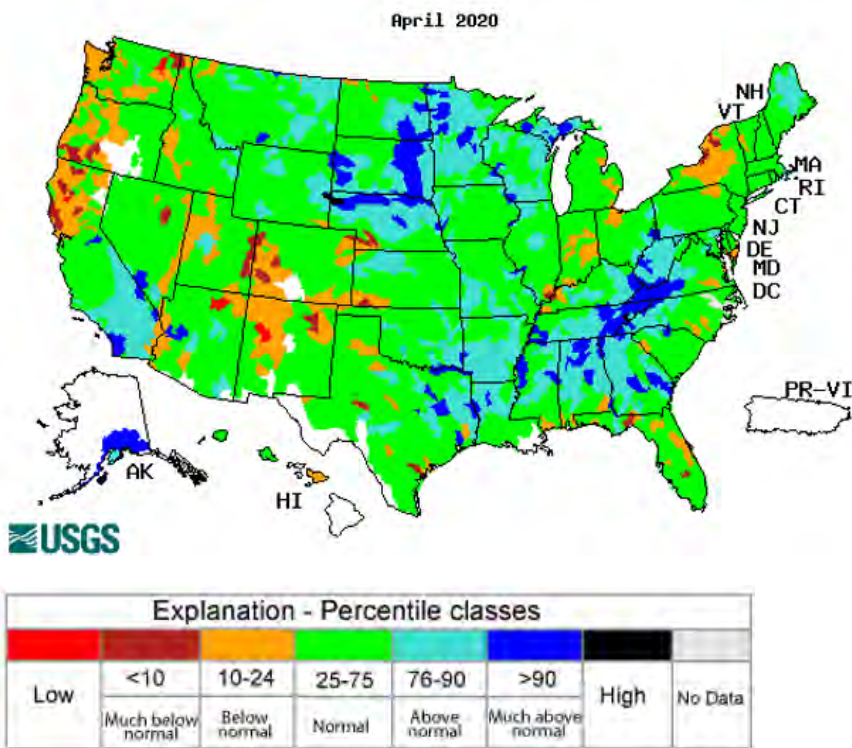 April 2020
NH
VT
MA
RI
CT
NJ
DE
MD
DC
PR-VI
AK
HI
USGS
Explanation - Percentile classes
Low
<10
10-24
25-75
76-90
>90
High
No Data
Much below normal
Below normal
Normal
Above normal
Much above normal